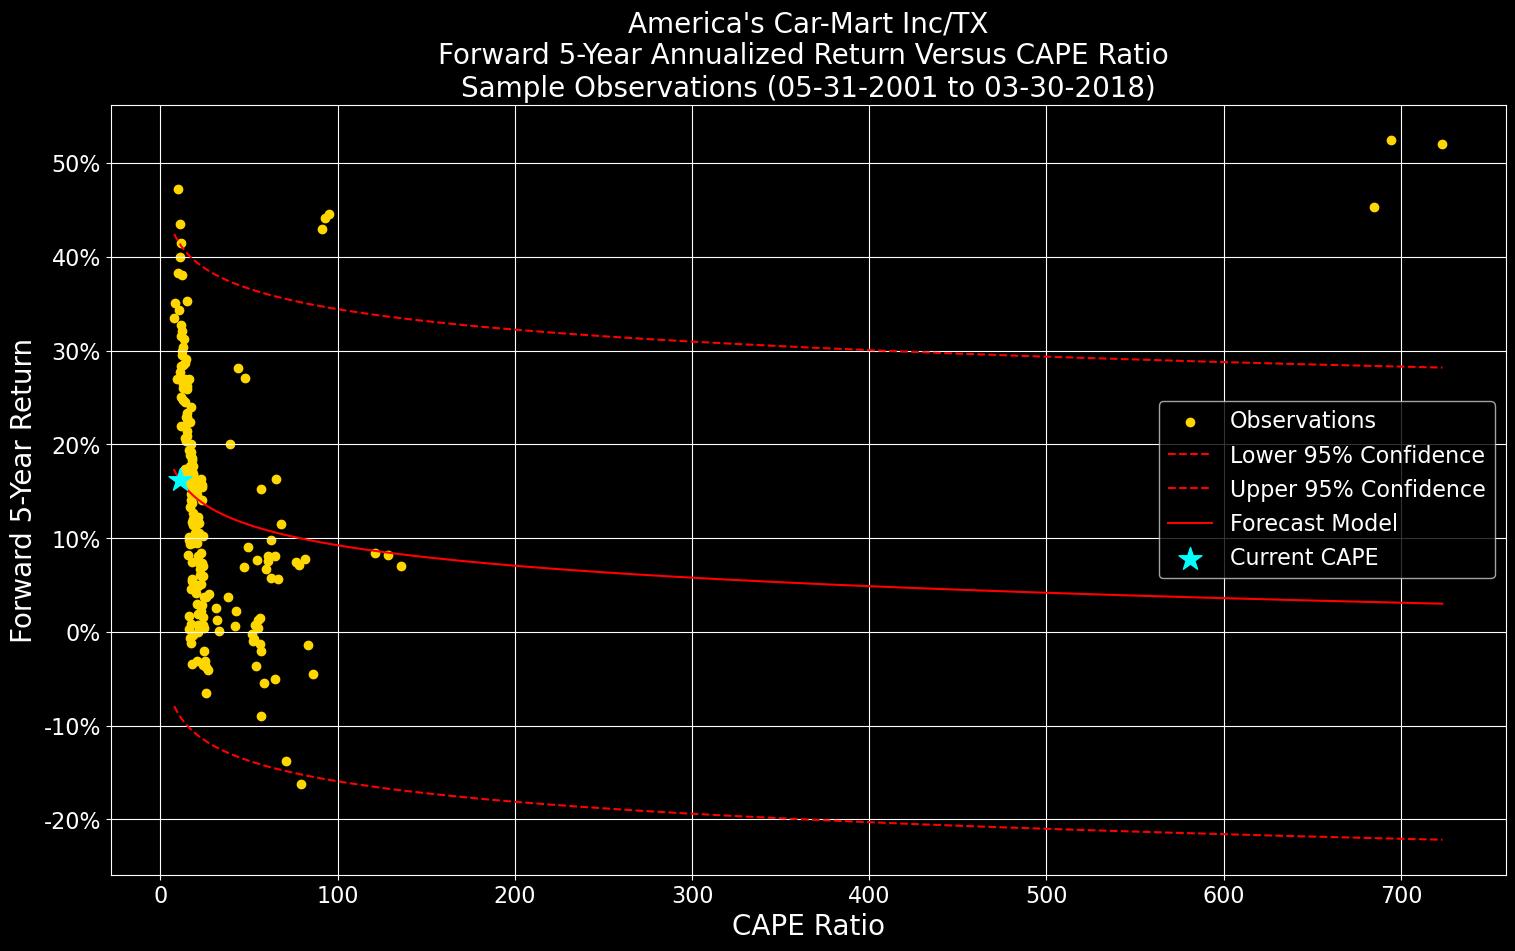 America's Car-Mart Inc/TX
Forward 5-Year Annualized Return Versus CAPE Ratio
Sample Observations (05-31-2001 to 03-30-2018)
50%
40%
30%
20%
10%
0%
-10%
-20%
Forward 5-Year Return
Observations
Lower 95% Confidence
Upper 95% Confidence
Forecast Model
Current CAPE
0 100 200 300 400 500 600 700
CAPE Ratio